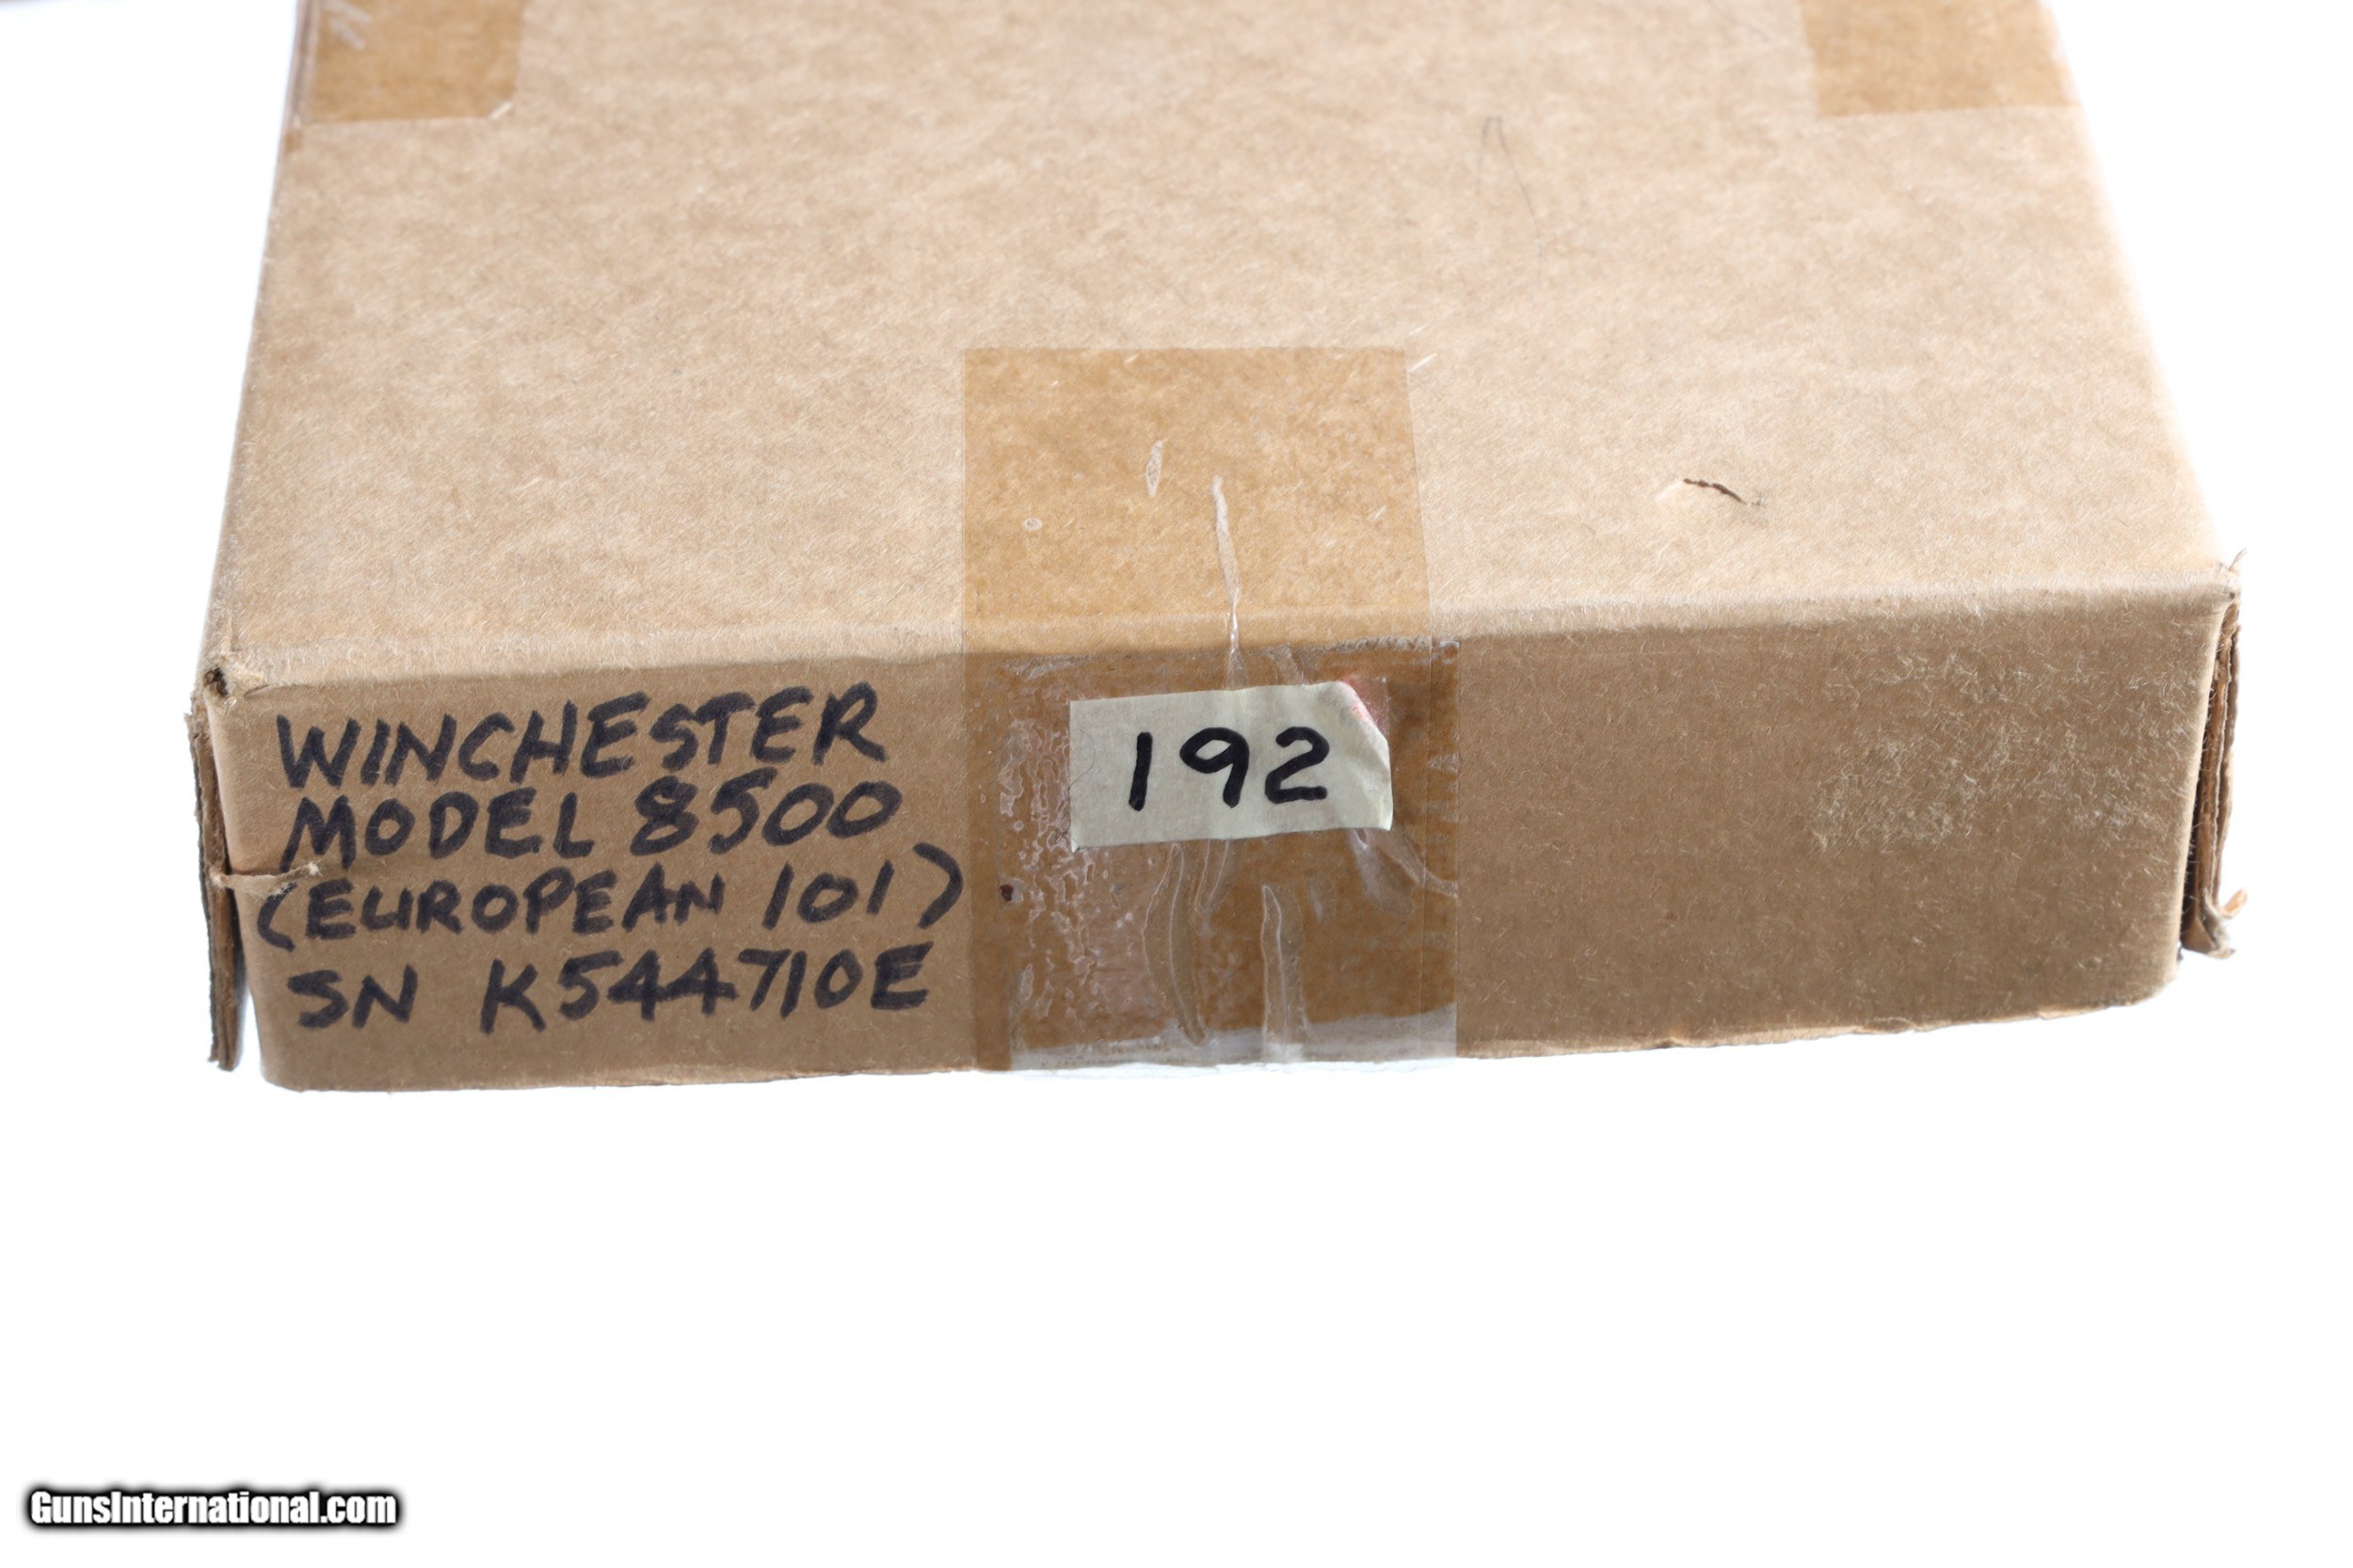 WINCHESTER
MODEL 8500
(EUROPEAN 101)
SN K544710E
192
GunsInternational.com